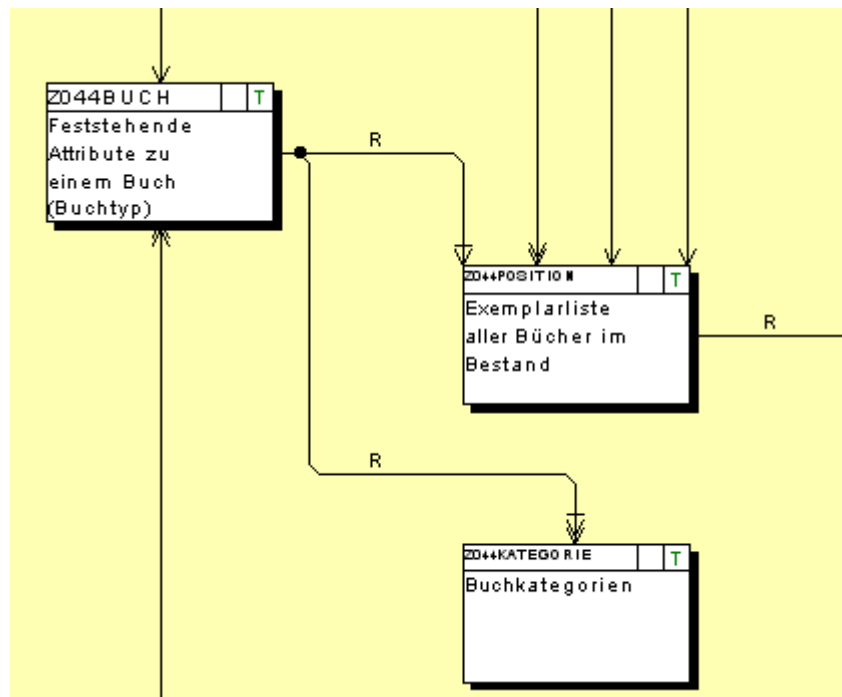 Z044BUCH T
Feststehende
Attribute zu
einem Buch
(Buchtyp)
R
Z044POSITION T
Exemplarliste
aller Bücher im
Bestand
R
R
Z044KATEGORIE T
Buchkategorien